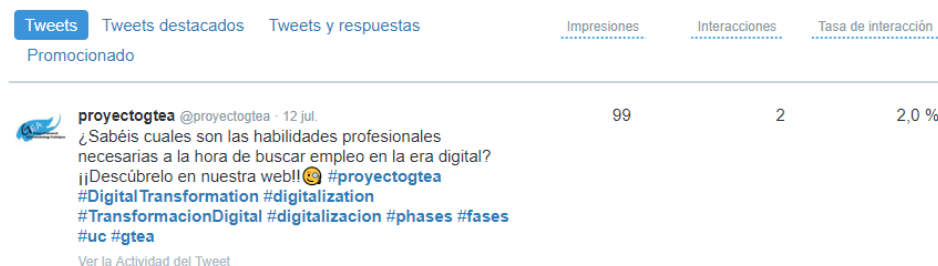 Tweets Tweets destacados Tweets y respuestas Impresiones Interacciones Tasa de interacción
Promocionado
proyectogtea @proyectogtea · 12 jul. 99 2 2,0 %
¿Sabéis cuales son las habilidades profesionales
necesarias a la hora de buscar empleo en la era digital?
¡¡Descúbrelo en nuestra web!!🧐 #proyectogtea
#DigitalTransformation #digitalization
#TransformacionDigital #digitalizacion #phases #fases
#uc #gtea
Ver la Actividad del Tweet